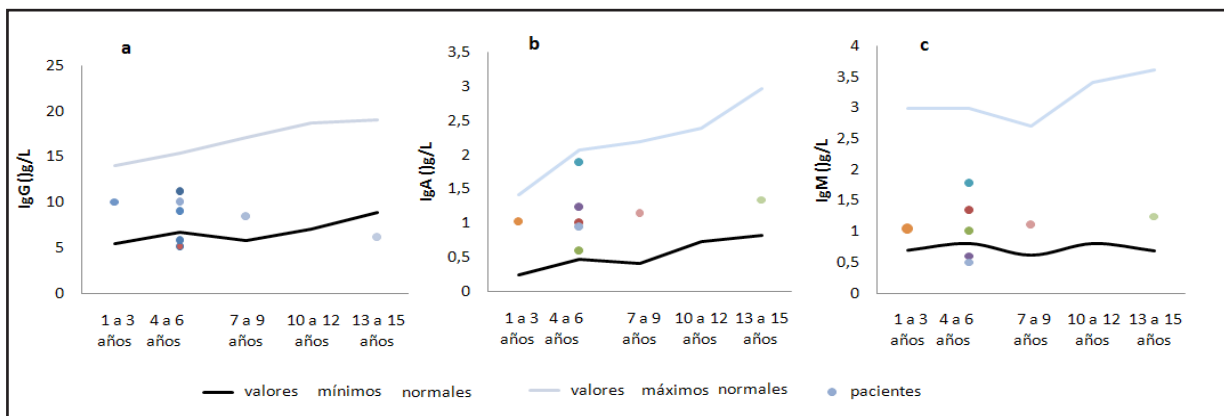 a
25
20
15
10
5
0
IgG ()g/L
1 a 3 años
4 a 6 años
7 a 9 años
10 a 12 años
13 a 15 años
b
3,5
3
2,5
2
1,5
1
0,5
0
IgA ()g/L
1 a 3 años
4 a 6 años
7 a 9 años
10 a 12 años
13 a 15 años
c
4
3,5
3
2,5
2
1,5
1
0,5
0
IgM ()g/L
1 a 3 años
4 a 6 años
7 a 9 años
10 a 12 años
13 a 15 años
valores mínimos normales
valores máximos normales
pacientes